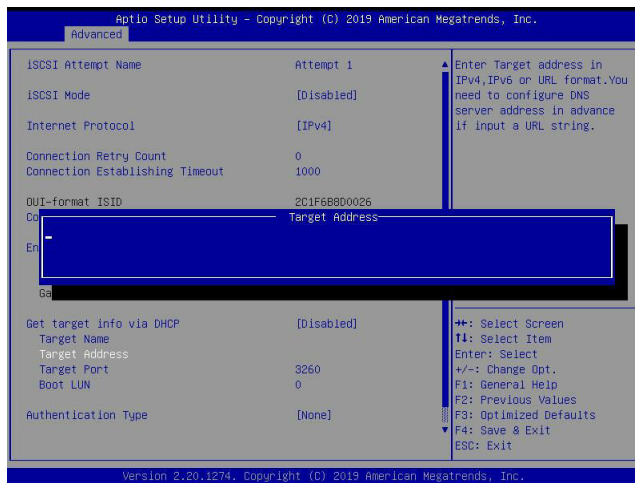 Aptio Setup Utility – Copyright (C) 2019 American Megatrends, Inc.
Advanced
iSCSI Attempt Name Attempt 1
iSCSI Mode [Disabled]
Internet Protocol [IPv4]
Connection Retry Count 0
Connection Establishing Timeout 1000
OUI-format ISID 2C1F6B8D0026
Co
Target Address
En
Ga
Get target info via DHCP [Disabled]
Target Name
Target Address
Target Port 3260
Boot LUN 0
Authentication Type [None]
Enter Target address in
IPv4,IPv6 or URL format.You
need to configure DNS
server address in advance
if input a URL string.
→←: Select Screen
↑↓: Select Item
Enter: Select
+/-: Change Opt.
F1: General Help
F2: Previous Values
F3: Optimized Defaults
F4: Save & Exit
ESC: Exit
Version 2.20.1274. Copyright (C) 2019 American Megatrends, Inc.